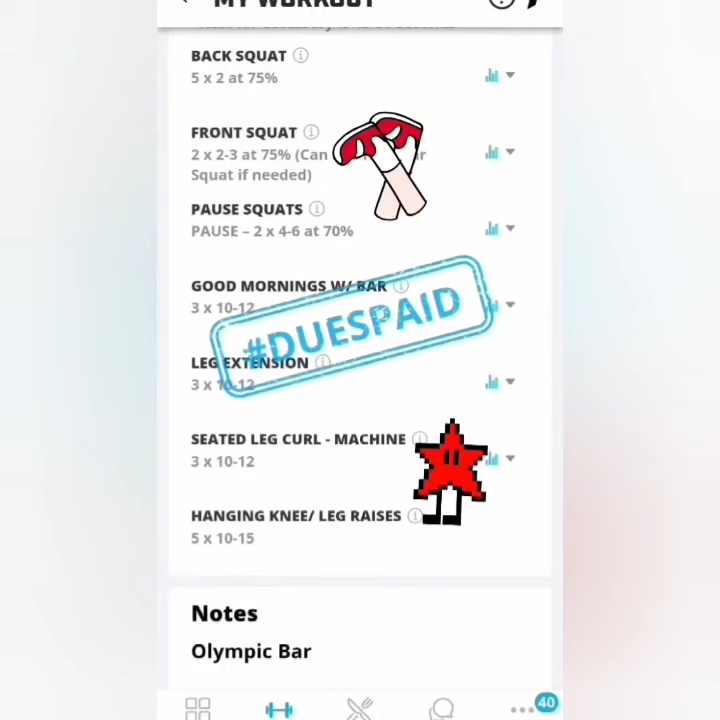 MY WORKOUT
BACK SQUAT
5 x 2 at 75%
FRONT SQUAT
2 x 2-3 at 75% (Can
Squat if needed)
PAUSE SQUATS
PAUSE – 2 x 4-6 at 70%
GOOD MORNINGS W/ BAR
3 x 10-12
#DUESPAID
LEG EXTENSION
3 x 10-12
SEATED LEG CURL - MACHINE
3 x 10-12
HANGING KNEE/ LEG RAISES
5 x 10-15
Notes
Olympic Bar
40